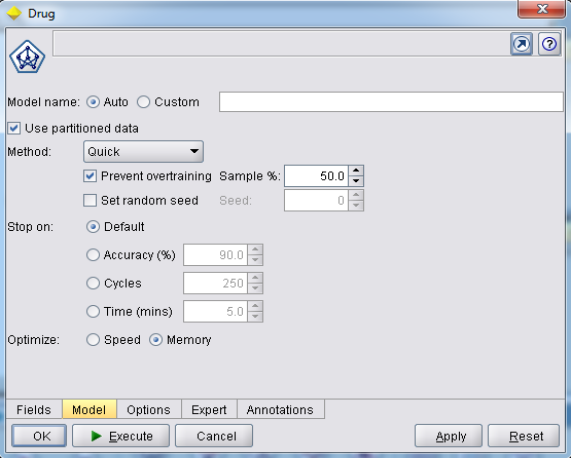 Drug
Model name: Auto Custom
Use partitioned data
Method: Quick
Prevent overtraining Sample %: 50.0
Set random seed Seed: 0
Stop on: Default
Accuracy (%) 90.0
Cycles 250
Time (mins) 5.0
Optimize: Speed Memory
Fields Model Options Expert Annotations
OK Execute Cancel Apply Reset